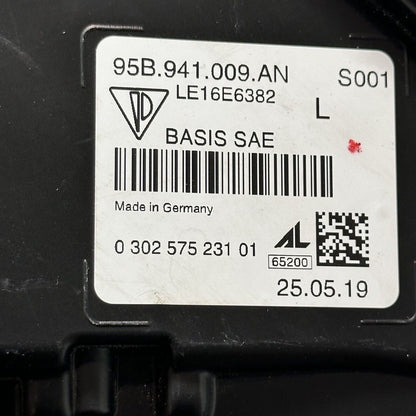 95B.941.009.AN S001
LE16E6382
L
BASIS SAE
Made in Germany
0 302 575 231 01
AL
65200
25.05.19